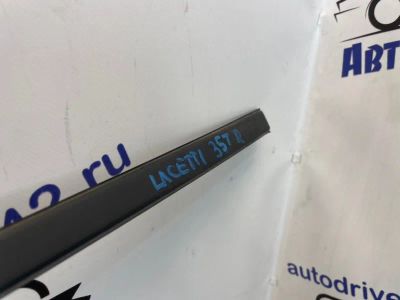 АВТ
LACETTI 357 R
2.ru
autodrive